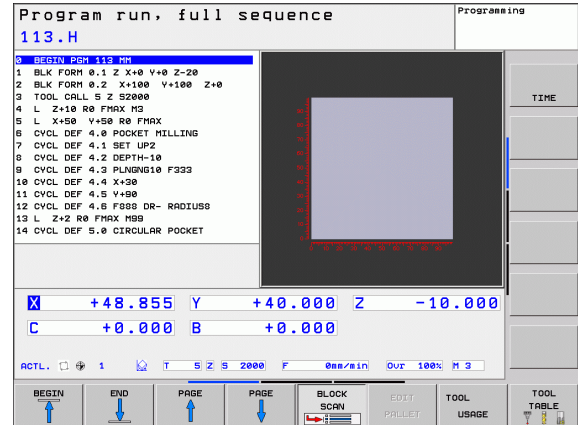 Program run, full sequence
Programming
113.H
0 BEGIN PGM 113 MM
1 BLK FORM 0.1 Z X+0 Y+0 Z-20
2 BLK FORM 0.2 X+100 Y+100 Z+0
3 TOOL CALL 5 Z S2000
4 L Z+10 R0 FMAX M3
5 L X+50 Y+50 R0 FMAX
6 CYCL DEF 4.0 POCKET MILLING
7 CYCL DEF 4.1 SET UP2
8 CYCL DEF 4.2 DEPTH-10
9 CYCL DEF 4.3 PLNGNG10 F333
10 CYCL DEF 4.4 X+30
11 CYCL DEF 4.5 Y+90
12 CYCL DEF 4.6 F888 DR- RADIUS8
13 L Z+2 R0 FMAX M99
14 CYCL DEF 5.0 CIRCULAR POCKET
TIME
X +48.855 Y +40.000 Z -10.000
C +0.000 B +0.000
ACTL. 1 T 5 Z S 2000 F 0mm/min Ovr 100% M 3
BEGIN END PAGE PAGE BLOCK SCAN EDIT PALLET TOOL USAGE TOOL TABLE